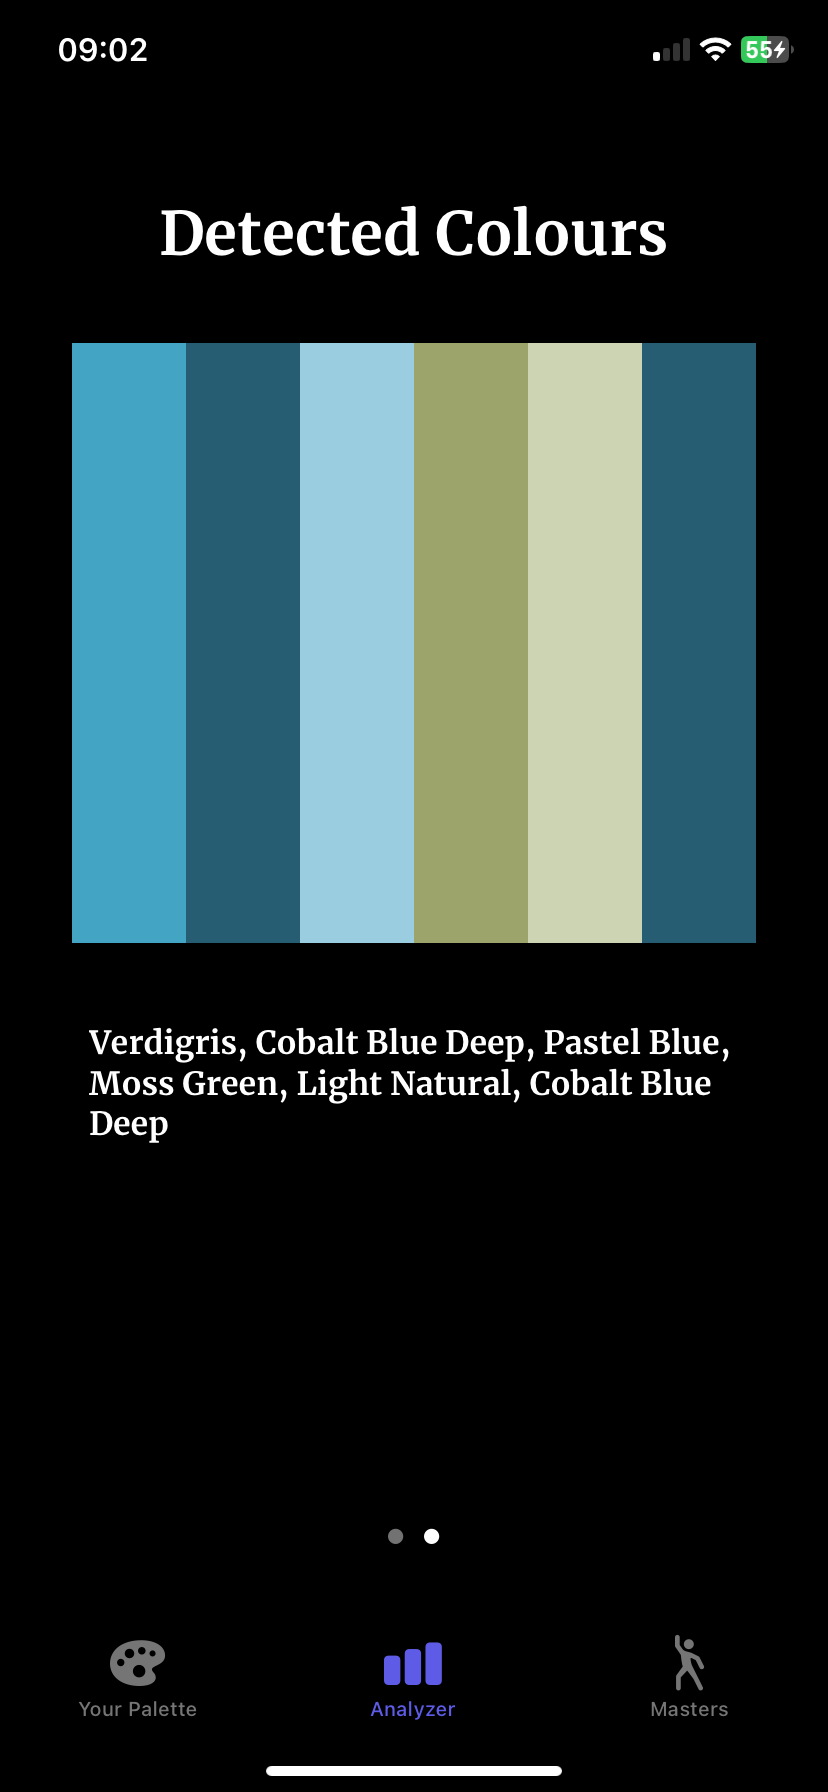 09:02
55
Detected Colours
Verdigris, Cobalt Blue Deep, Pastel Blue,
Moss Green, Light Natural, Cobalt Blue
Deep
Your Palette
Analyzer
Masters